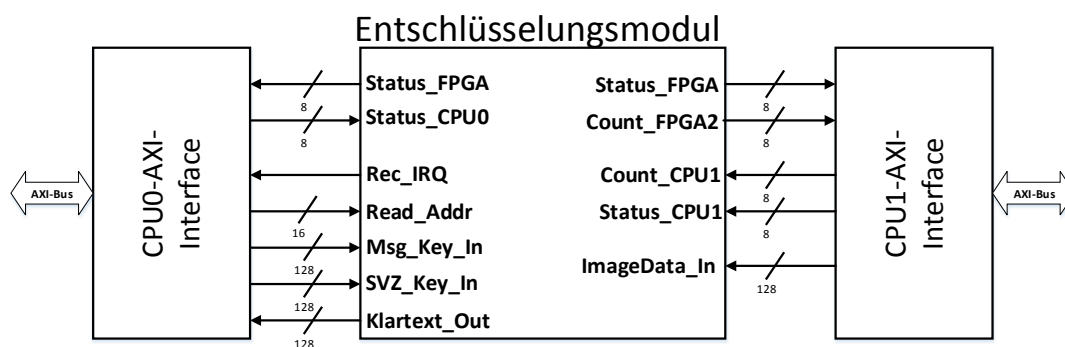 Entschlüsselungsmodul
AXI-Bus
CPU0-AXI-
Interface
Status_FPGA
8
Status_CPU0
8
Rec_IRQ
Read_Addr
16
Msg_Key_In
128
SVZ_Key_In
128
Klartext_Out
128
Status_FPGA
8
Count_FPGA2
8
Count_CPU1
8
Status_CPU1
8
ImageData_In
128
CPU1-AXI-
Interface
AXI-Bus